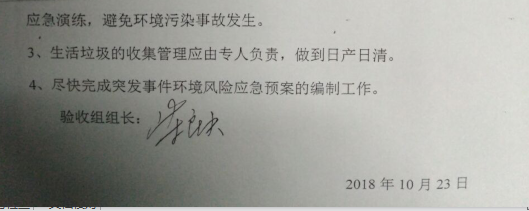 应急演练，避免环境污染事故发生。
3、生活垃圾的收集管理应由专人负责，做到日产日清。
4、尽快完成突发事件环境风险应急预案的编制工作。
验收组组长：
2018 年 10 月 23 日